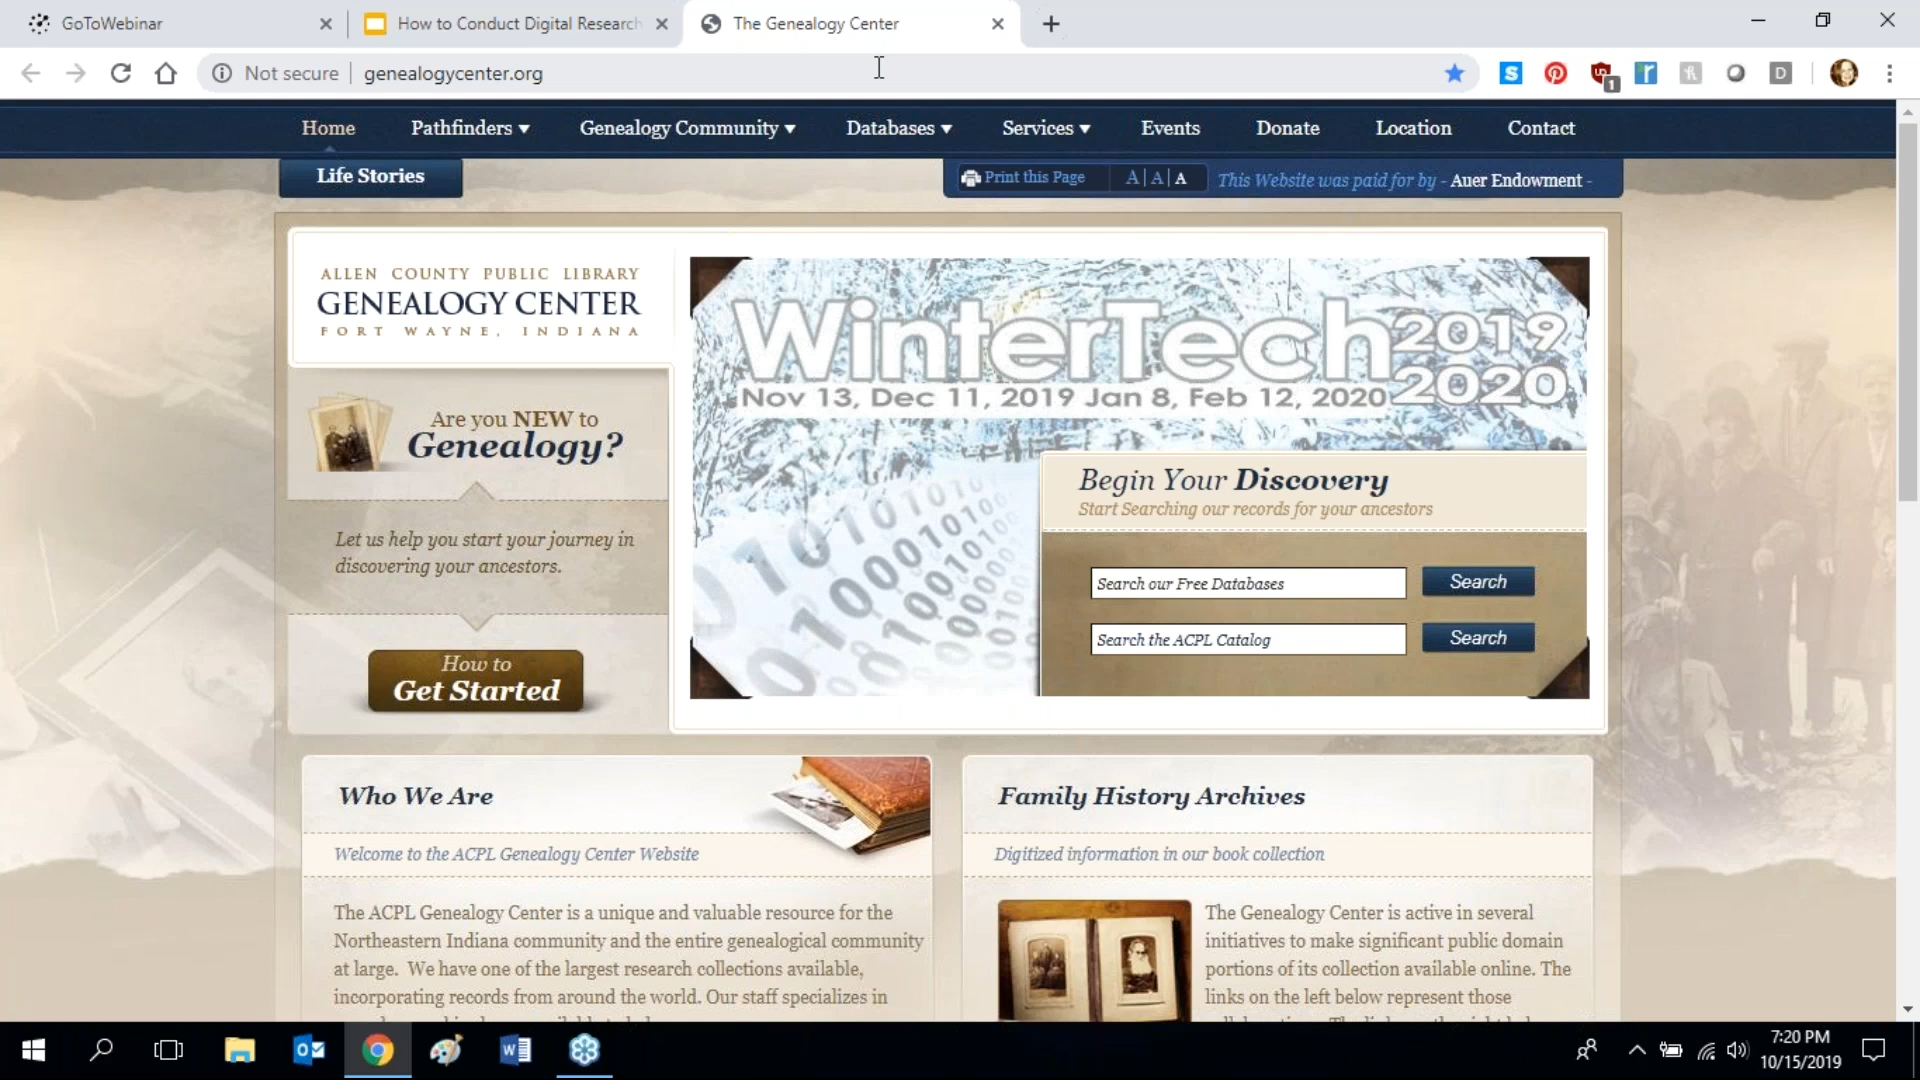 GoToWebinar
How to Conduct Digital Research
The Genealogy Center
Not secure
genealogycenter.org
1
D
Home
Pathfinders ▾
Genealogy Community ▾
Databases ▾
Services ▾
Events
Donate
Location
Contact
Life Stories
Print this Page
A | A | A
This Website was paid for by - Auer Endowment -
ALLEN COUNTY PUBLIC LIBRARY
GENEALOGY CENTER
FORT WAYNE, INDIANA
WinterTech 2019
2020
Nov 13, Dec 11, 2019 Jan 8, Feb 12, 2020
Are you NEW to
Genealogy?
Let us help you start your journey in
discovering your ancestors.
How to
Get Started
Begin Your Discovery
Start Searching our records for your ancestors
Search our Free Databases
Search
Search the ACPL Catalog
Search
Who We Are
Welcome to the ACPL Genealogy Center Website
The ACPL Genealogy Center is a unique and valuable resource for the
Northeastern Indiana community and the entire genealogical community
at large. We have one of the largest research collections available,
incorporating records from around the world. Our staff specializes in
Family History Archives
Digitized information in our book collection
The Genealogy Center is active in several
initiatives to make significant public domain
portions of its collection available online. The
links on the left below represent those
7:20 PM
10/15/2019